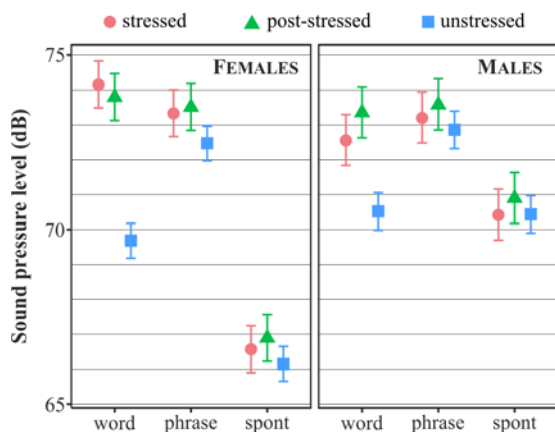 stressed post-stressed unstressed
Sound pressure level (dB)
75
70
65
FEMALES
MALES
word phrase spont word phrase spont